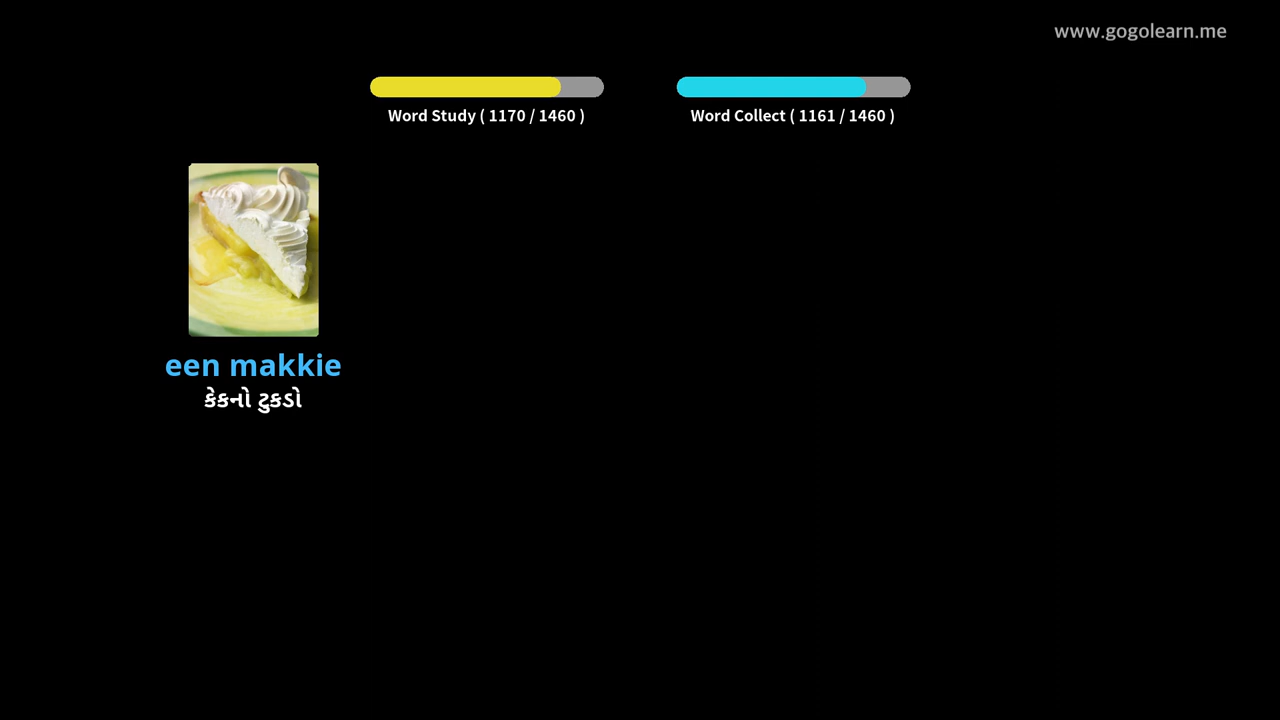 www.gogolearn.me
Word Study ( 1170 / 1460 )
Word Collect ( 1161 / 1460 )
een makkie
કેકનો ટુકડો